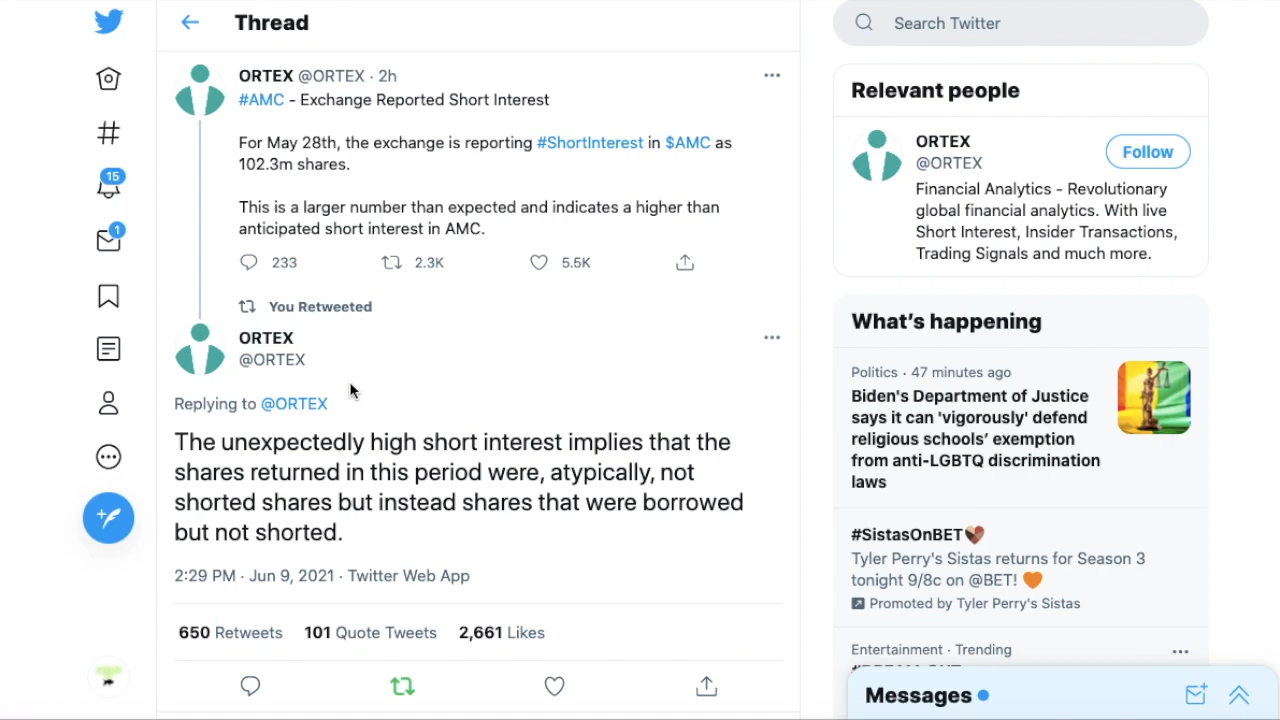 Thread
ORTEX @ORTEX · 2h
#AMC - Exchange Reported Short Interest
For May 28th, the exchange is reporting #ShortInterest in $AMC as
102.3m shares.
This is a larger number than expected and indicates a higher than
anticipated short interest in AMC.
233 2.3K 5.5K
You Retweeted
ORTEX
@ORTEX
Replying to @ORTEX
The unexpectedly high short interest implies that the
shares returned in this period were, atypically, not
shorted shares but instead shares that were borrowed
but not shorted.
2:29 PM · Jun 9, 2021 · Twitter Web App
650 Retweets 101 Quote Tweets 2,661 Likes
15
1
Search Twitter
Relevant people
ORTEX
@ORTEX
Follow
Financial Analytics - Revolutionary
global financial analytics. With live
Short Interest, Insider Transactions,
Trading Signals and much more.
What's happening
Politics · 47 minutes ago
Biden's Department of Justice
says it can 'vigorously' defend
religious schools' exemption
from anti-LGBTQ discrimination
laws
#SistasOnBET🤎
Tyler Perry's Sistas returns for Season 3
tonight 9/8c on @BET! 🧡
Promoted by Tyler Perry's Sistas
Entertainment · Trending
Messages